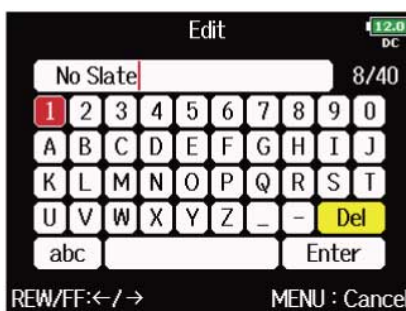 Edit
12.0
DC
No Slate
8/40
1 2 3 4 5 6 7 8 9 0
A B C D E F G H I J
K L M N O P Q R S T
U V W X Y Z _ - Del
abc Enter
REW/FF:←/→ MENU : Cancel